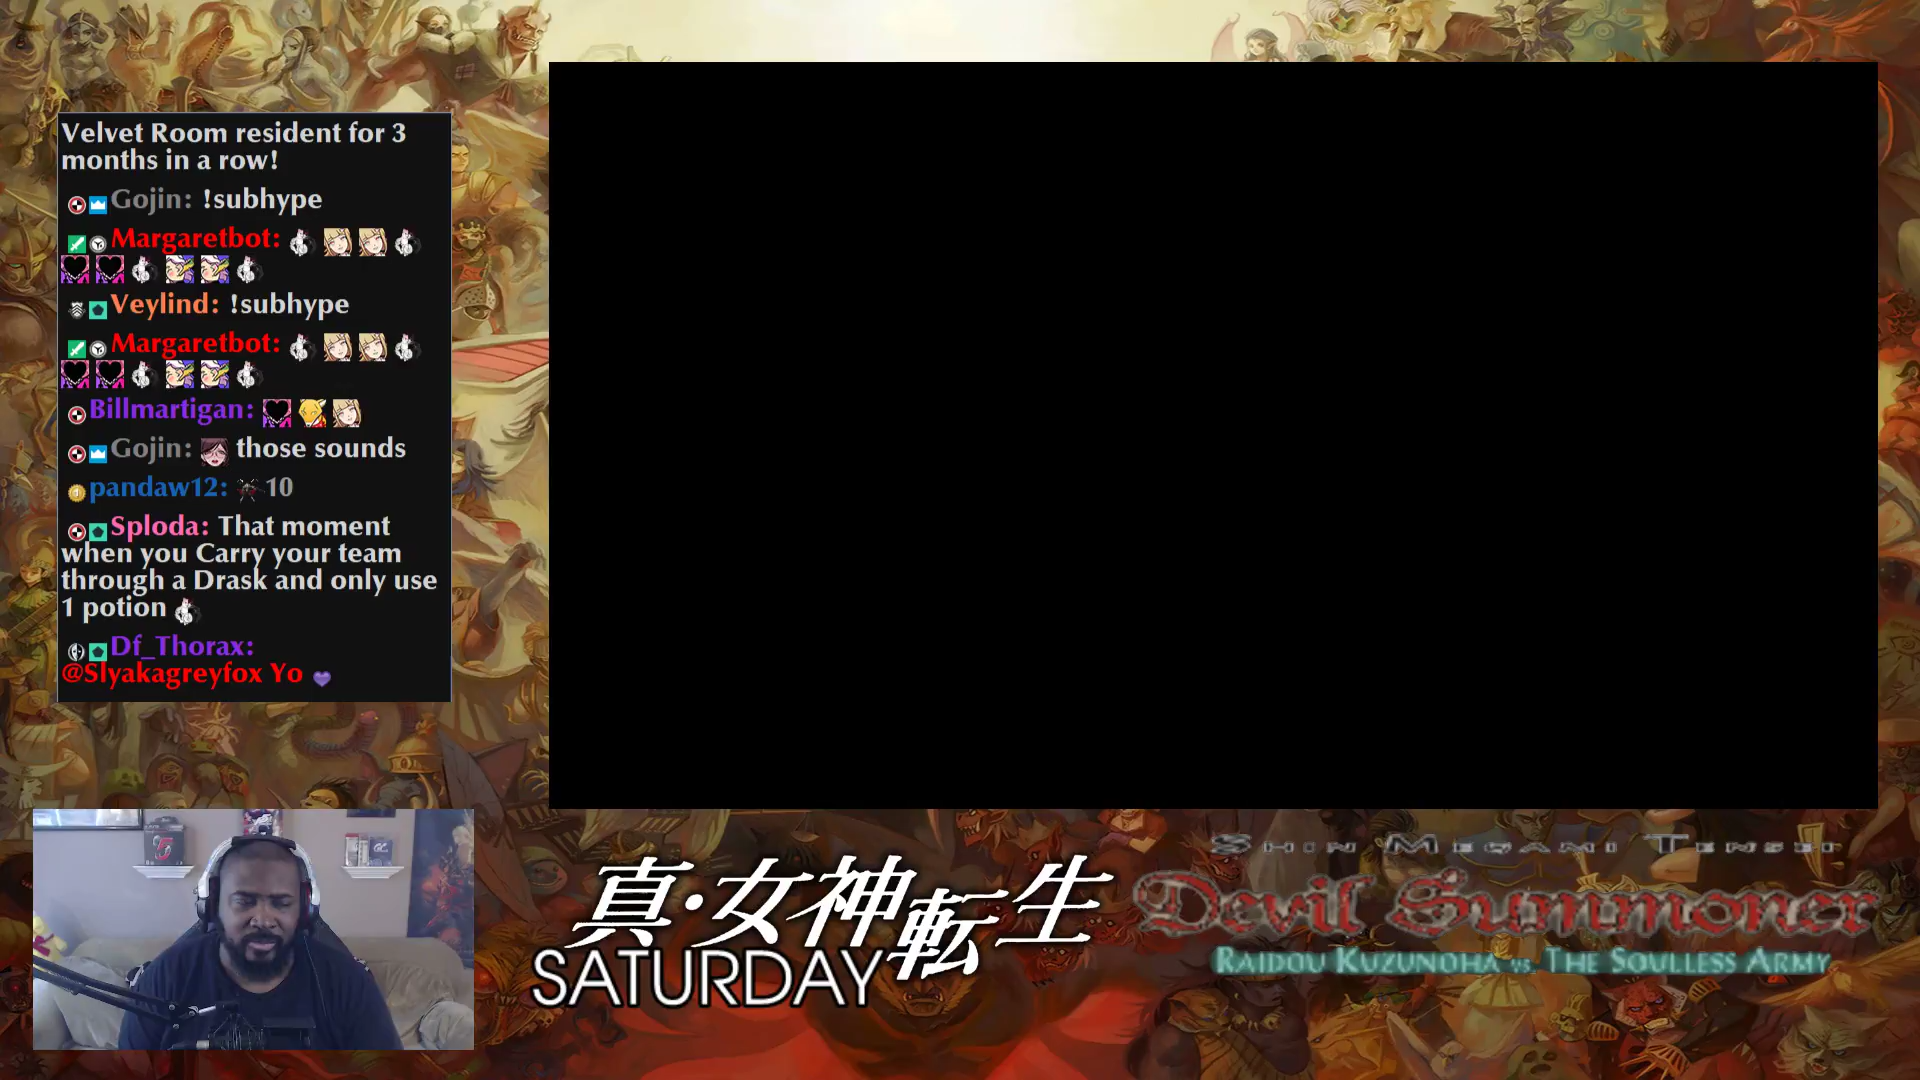 Velvet Room resident for 3
months in a row!
Gojin: !subhype
Margaretbot:
Veylind: !subhype
Margaretbot:
Billmartigan:
Gojin: those sounds
pandaw12: 10
Sploda: That moment
when you Carry your team
through a Drask and only use
1 potion
Df_Thorax:
@Slyakagreyfox Yo
真・女神転生
SATURDAY
SHIN MEGAMI TENSEI
Devil Summoner
RAIDOU KUZUNOHA vs. THE SOULLESS ARMY